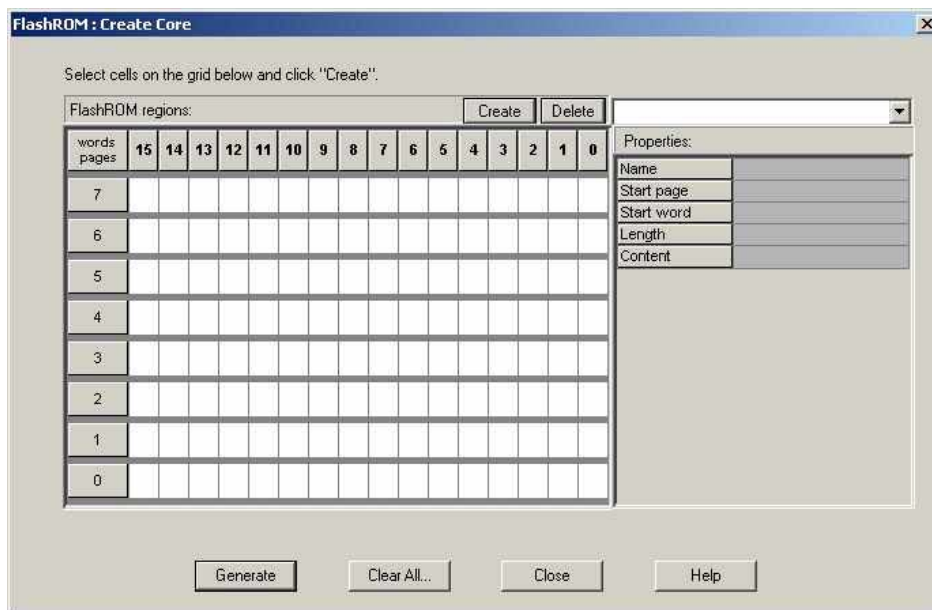 FlashROM : Create Core
Select cells on the grid below and click "Create".
FlashROM regions:
Create
Delete
words
pages
15 14 13 12 11 10 9 8 7 6 5 4 3 2 1 0
7
6
5
4
3
2
1
0
Properties:
Name
Start page
Start word
Length
Content
Generate
Clear All...
Close
Help